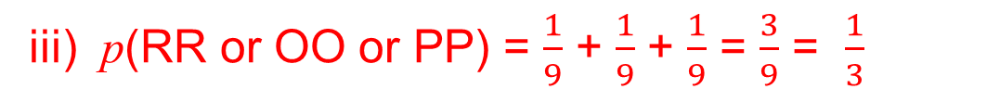 iii) p(RR or OO or PP) = 1/9 + 1/9 + 1/9 = 3/9 = 1/3